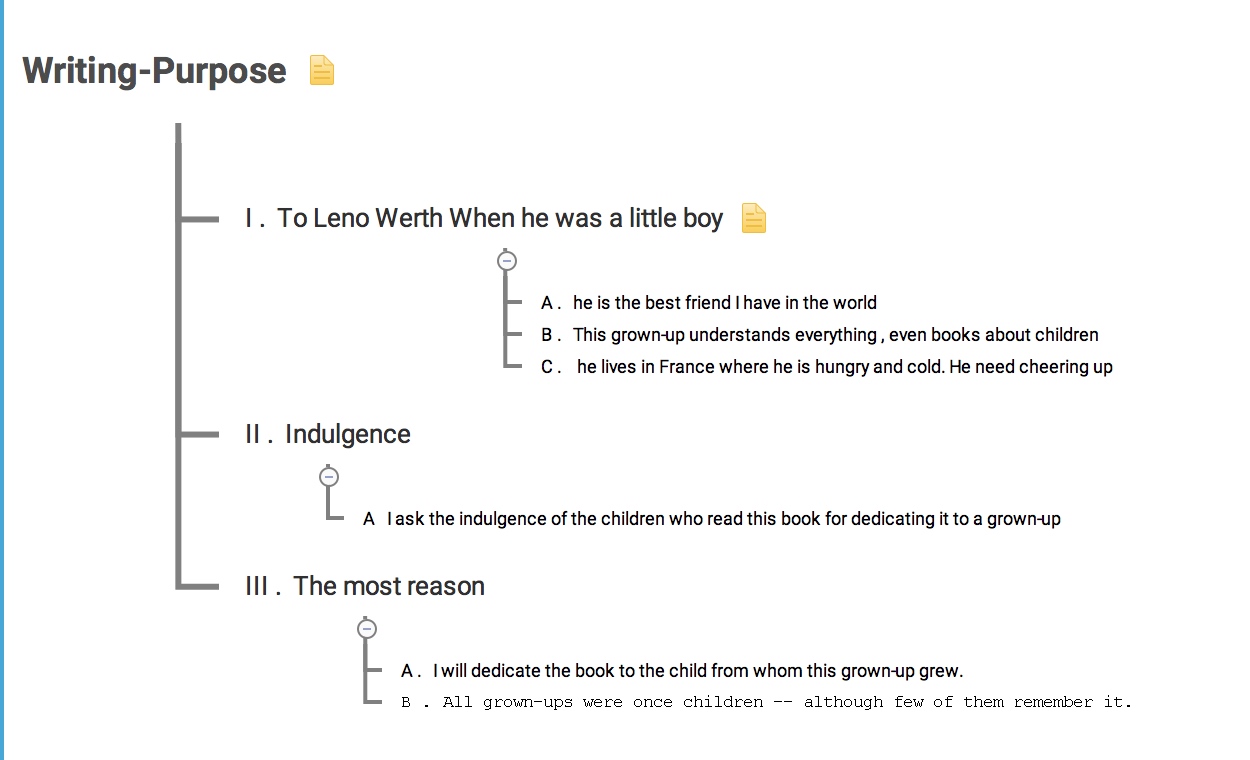 Writing-Purpose
I . To Leno Werth When he was a little boy
A . he is the best friend I have in the world
B . This grown-up understands everything , even books about children
C . he lives in France where he is hungry and cold. He need cheering up
II . Indulgence
A I ask the indulgence of the children who read this book for dedicating it to a grown-up
III . The most reason
A . I will dedicate the book to the child from whom this grown-up grew.
B . All grown-ups were once children -- although few of them remember it.